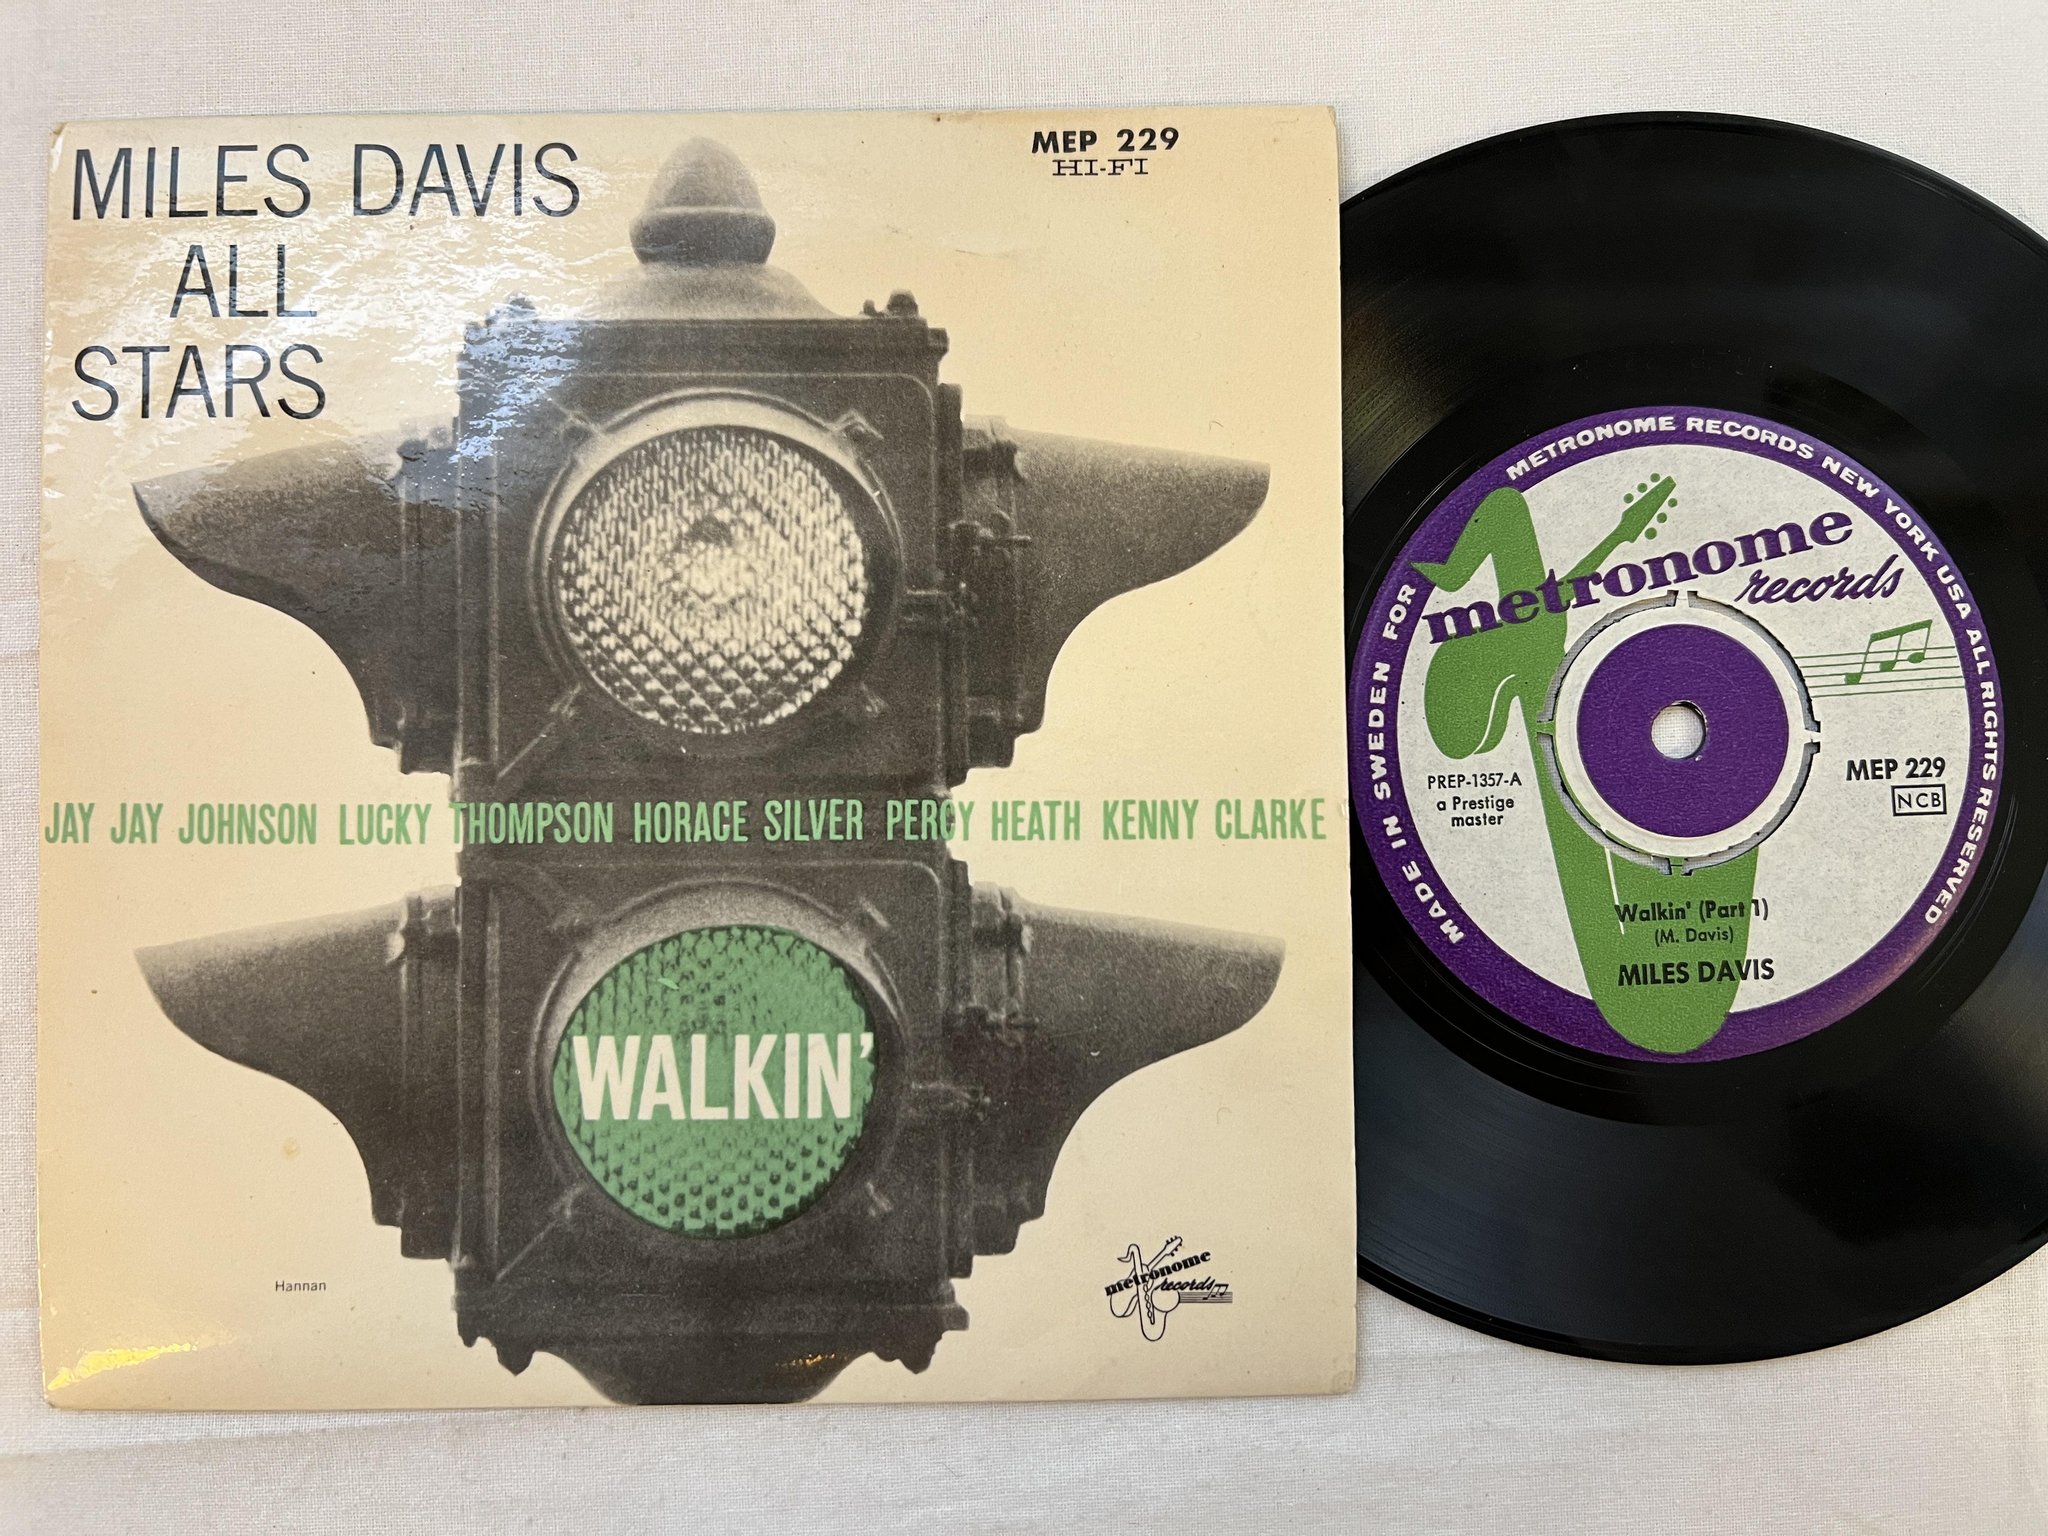 MILES DAVIS
ALL
STARS
MEP 229
HI-FI
JAY JAY JOHNSON LUCKY THOMPSON HORACE SILVER PERCY HEATH KENNY CLARKE
WALKIN'
Hannan
metronome
records
MADE IN SWEDEN FOR METRONOME RECORDS NEW YORK USA ALL RIGHTS RESERVED
metronome
records
PREP-1357-A
a Prestige
master
MEP 229
NCB
Walkin' (Part 1)
(M. Davis)
MILES DAVIS